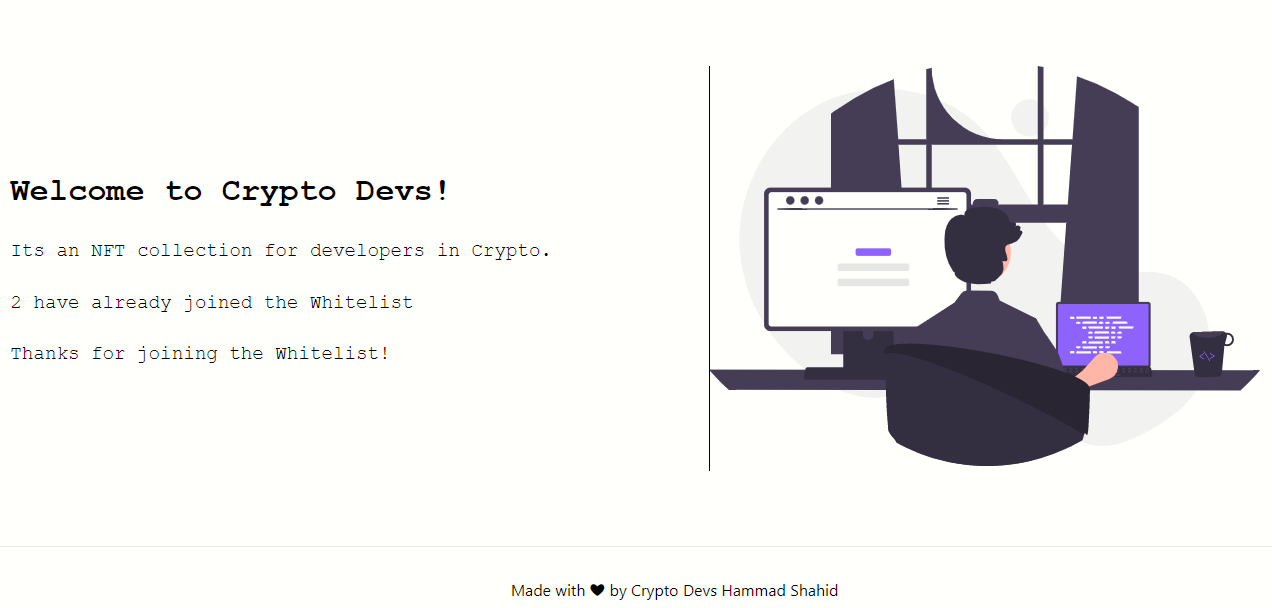 Welcome to Crypto Devs!
Its an NFT collection for developers in Crypto.
2 have already joined the Whitelist
Thanks for joining the Whitelist!
<\>
Made with ❤ by Crypto Devs Hammad Shahid